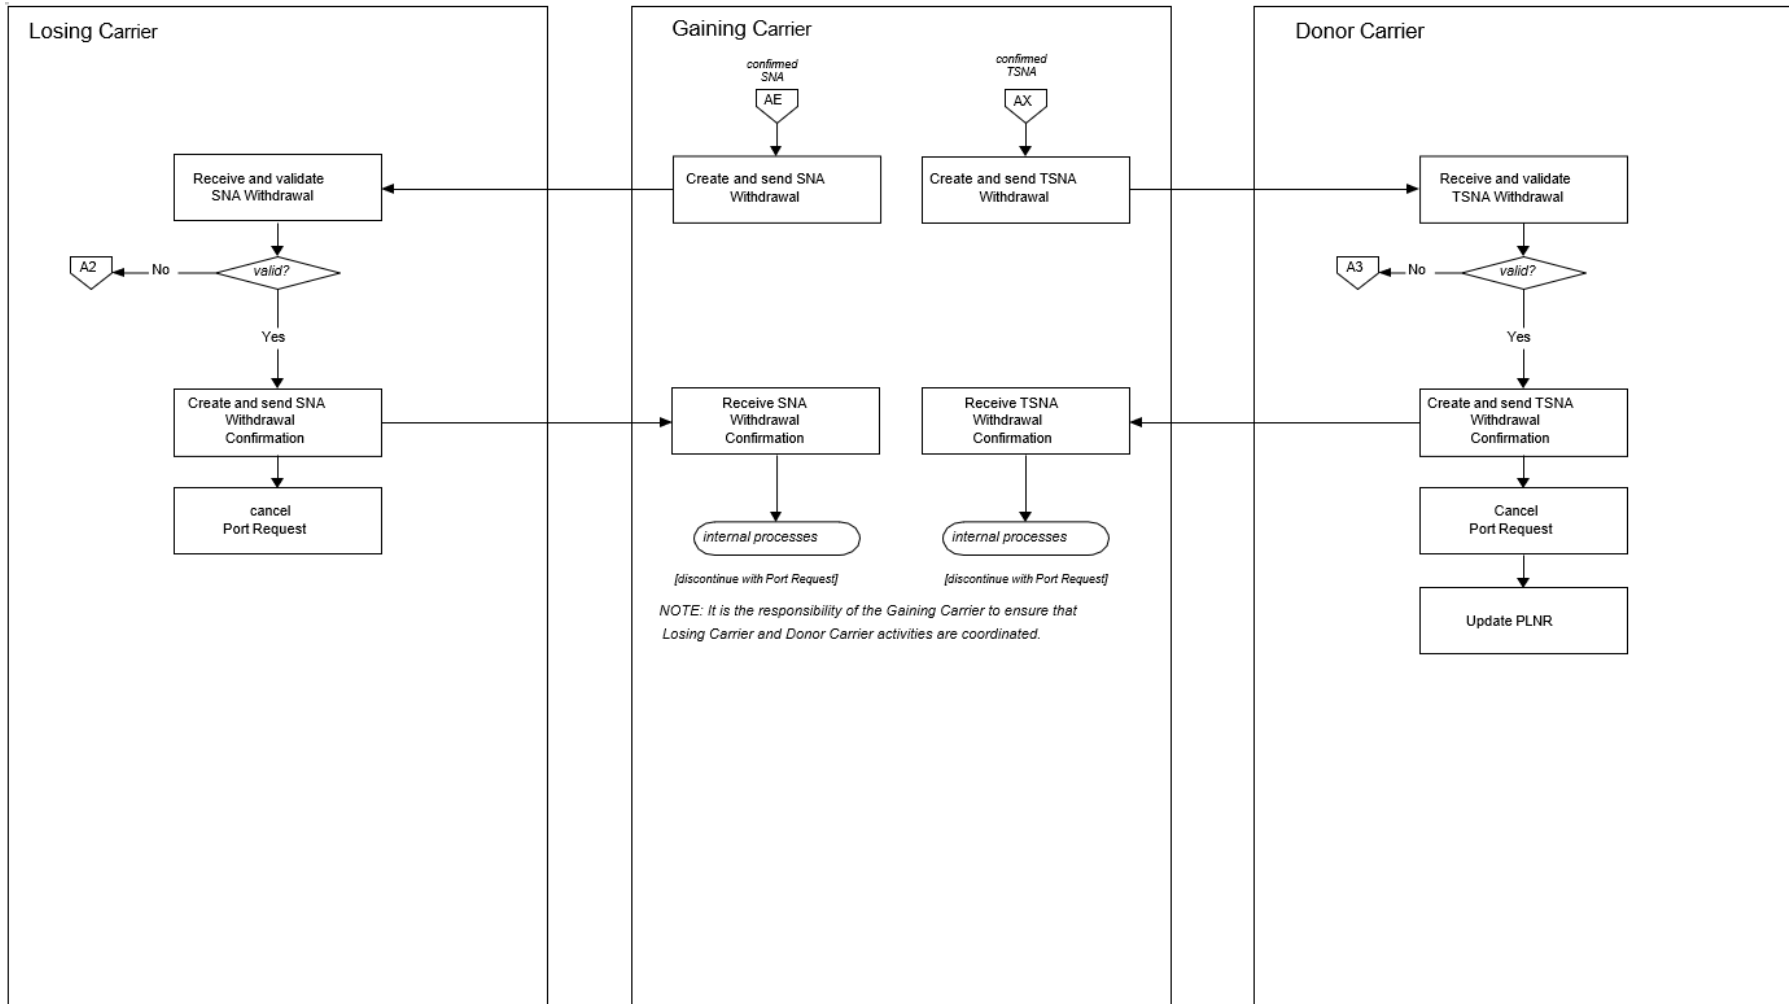 Losing Carrier
Gaining Carrier
Donor Carrier
confirmed
SNA
AE
confirmed
TSNA
AX
Receive and validate
SNA Withdrawal
Create and send SNA
Withdrawal
Create and send TSNA
Withdrawal
Receive and validate
TSNA Withdrawal
A2
No
valid?
A3
No
valid?
Yes
Yes
Create and send SNA
Withdrawal
Confirmation
Receive SNA
Withdrawal
Confirmation
Receive TSNA
Withdrawal
Confirmation
Create and send TSNA
Withdrawal
Confirmation
cancel
Port Request
internal processes
internal processes
Cancel
Port Request
[discontinue with Port Request]
[discontinue with Port Request]
NOTE: It is the responsibility of the Gaining Carrier to ensure that
Losing Carrier and Donor Carrier activities are coordinated.
Update PLNR